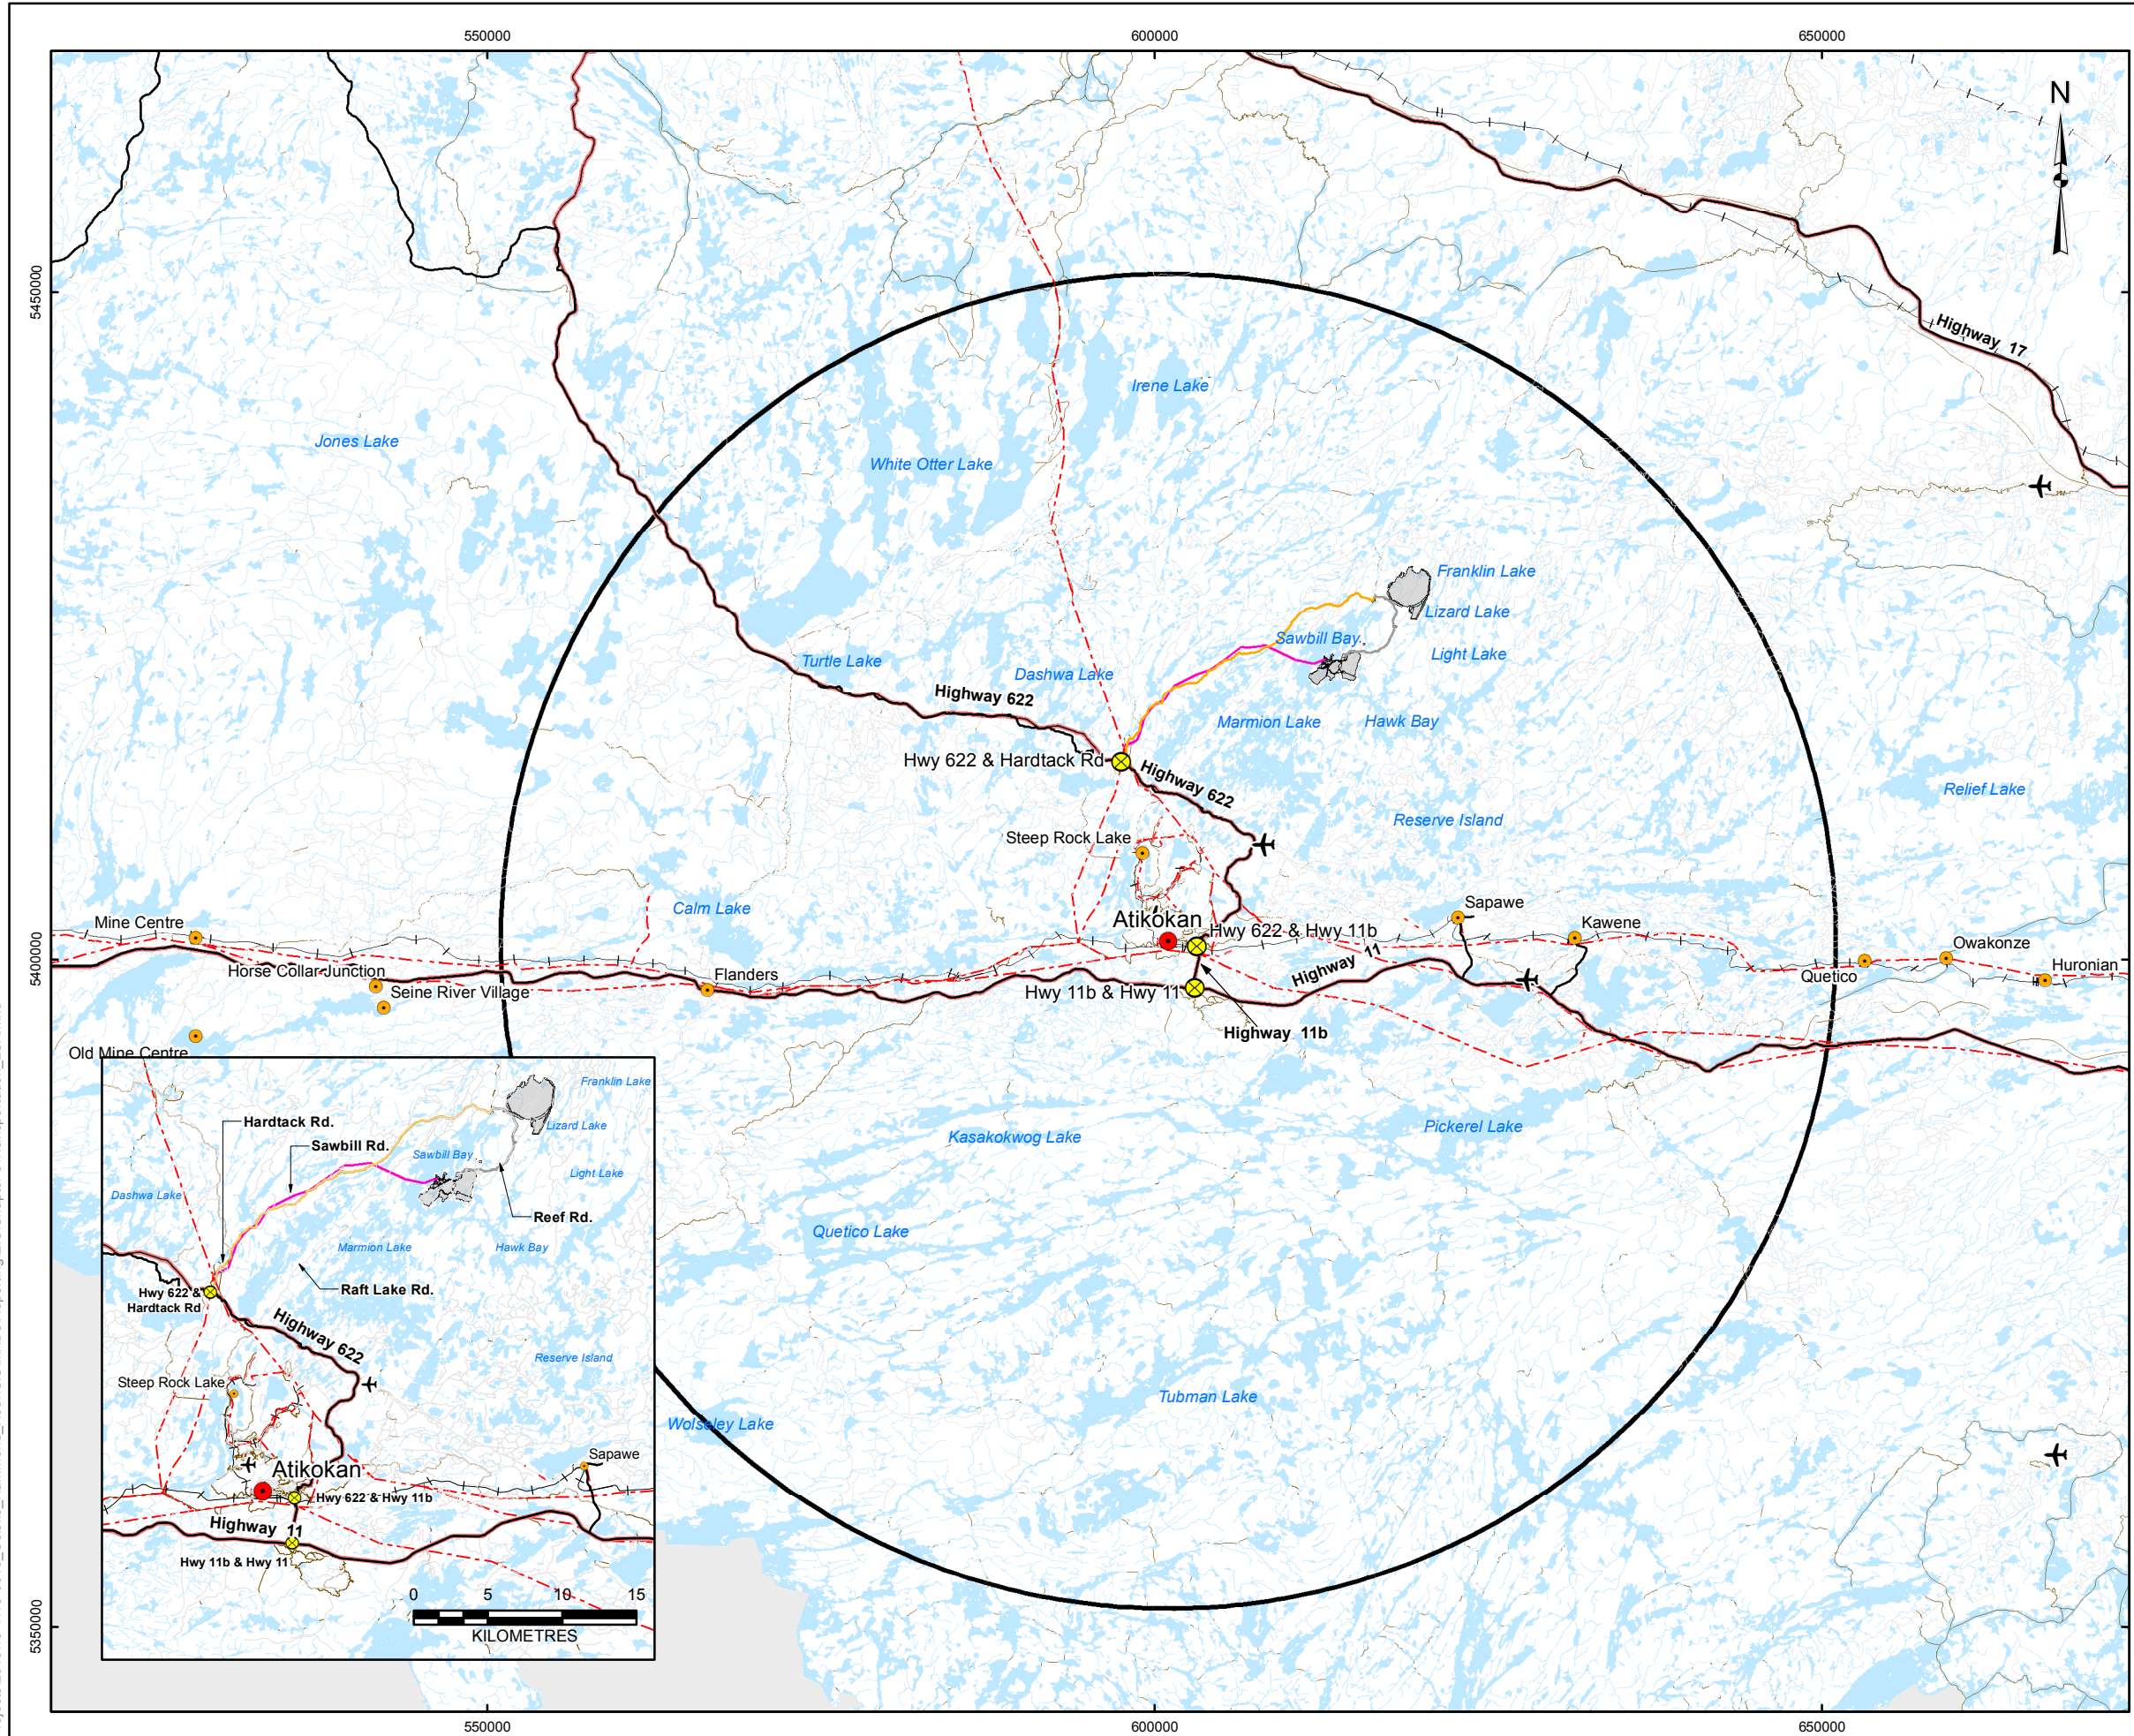 550000
600000
650000
N
5450000
Highway 17
Irene Lake
Jones Lake
White Otter Lake
Franklin Lake
Lizard Lake
Sawbill Bay
Light Lake
Turtle Lake
Dashwa Lake
Highway 622
Marmion Lake
Hawk Bay
Hwy 622 & Hardtack Rd
Highway 622
Relief Lake
Reserve Island
Steep Rock Lake
Calm Lake
Sapawe
Mine Centre
Atikokan
Kawene
Hwy 622 & Hwy 11b
Owakonze
5400000
Horse Collar Junction
Flanders
Highway 11
Quetico
Huronian
Seine River Village
Hwy 11b & Hwy 11
Highway 11b
Old Mine Centre
Franklin Lake
Hardtack Rd.
Lizard Lake
Sawbill Rd.
Sawbill Bay
Light Lake
Dashwa Lake
Reef Rd.
Marmion Lake
Hawk Bay
Raft Lake Rd.
Hwy 622 &
Hardtack Rd
Highway 622
Reserve Island
Steep Rock Lake
Sapawe
Atikokan
Hwy 622 & Hwy 11b
Highway 11
Hwy 11b & Hwy 11
0 5 10 15
KILOMETRES
Kasakokwog Lake
Pickerel Lake
Quetico Lake
Tubman Lake
Wolseley Lake
5350000
550000
600000
650000